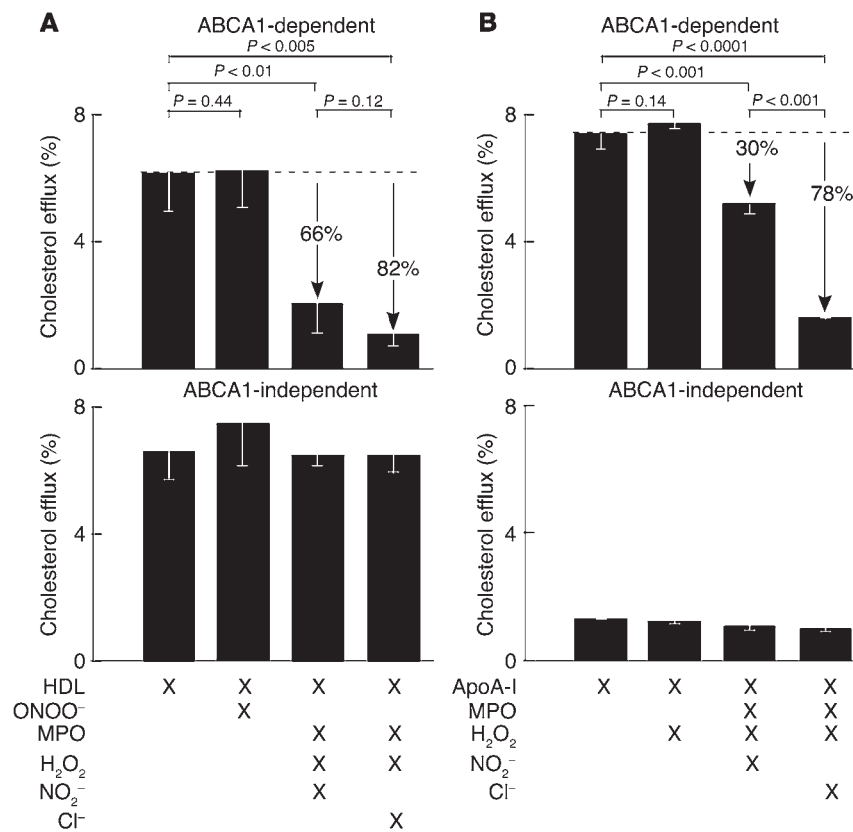 A
ABCA1-dependent
P < 0.005
P < 0.01
P = 0.44
P = 0.12
8
4
0
Cholesterol efflux (%)
66%
82%
ABCA1-independent
8
4
0
Cholesterol efflux (%)
HDL X X X X
ONOO⁻ X
MPO X X
H₂O₂ X X
NO₂⁻ X
Cl⁻ X
B
ABCA1-dependent
P < 0.0001
P < 0.001
P = 0.14
P < 0.001
8
4
0
Cholesterol efflux (%)
30%
78%
ABCA1-independent
8
4
0
Cholesterol efflux (%)
ApoA-I X X X X
MPO X X
H₂O₂ X X X
NO₂⁻ X
Cl⁻ X